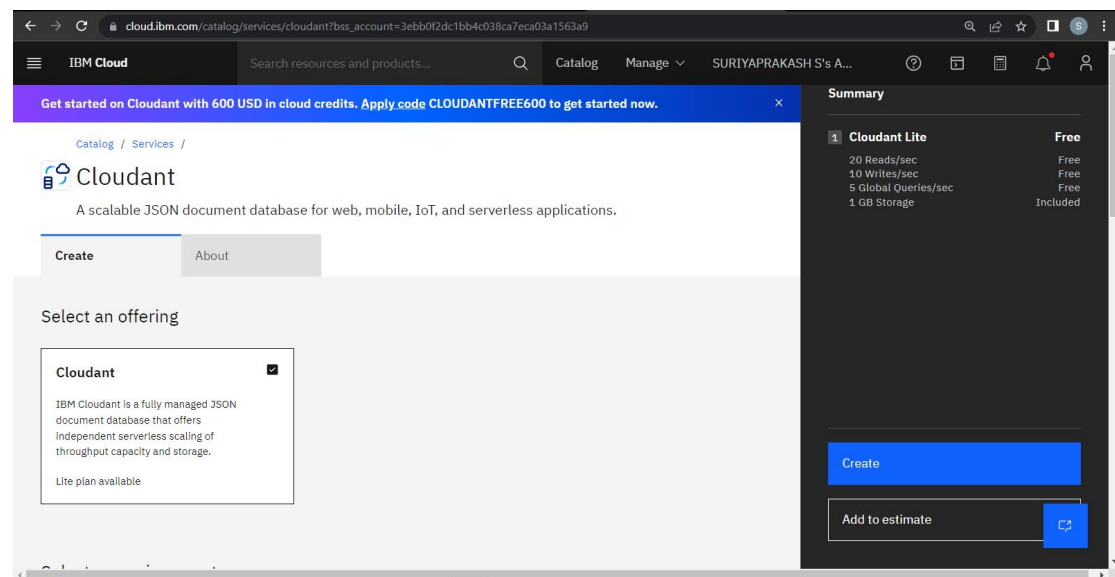 cloud.ibm.com/catalog/services/cloudant?bss_account=3ebb0f2dc1bb4c038ca7eca03a1563a9
S
IBM Cloud
Search resources and products...
Catalog
Manage
SURIYAPRAKASH S's A...
Get started on Cloudant with 600 USD in cloud credits. Apply code CLOUDANTFREE600 to get started now.
Catalog / Services /
Cloudant
A scalable JSON document database for web, mobile, IoT, and serverless applications.
Create
About
Select an offering
Cloudant
IBM Cloudant is a fully managed JSON
document database that offers
independent serverless scaling of
throughput capacity and storage.
Lite plan available
Summary
1 Cloudant Lite Free
20 Reads/sec Free
10 Writes/sec Free
5 Global Queries/sec Free
1 GB Storage Included
Create
Add to estimate